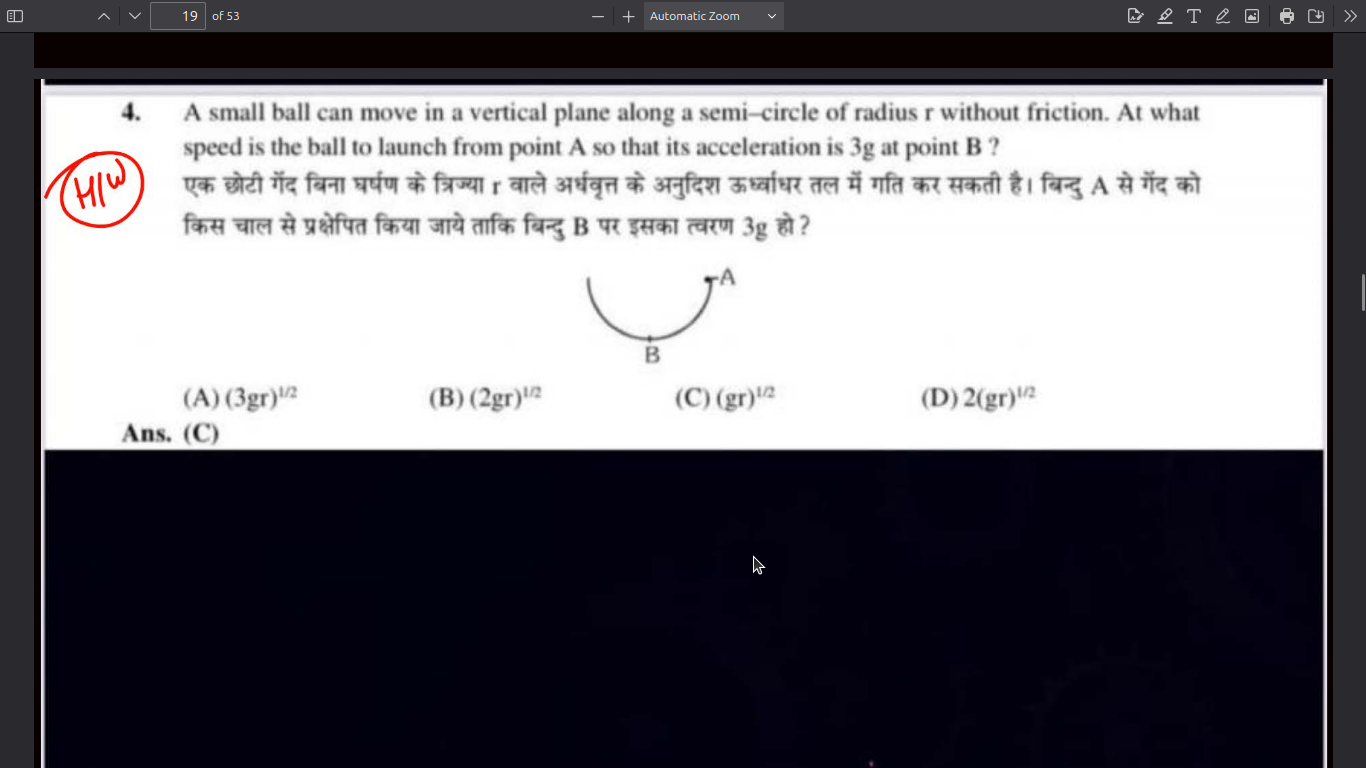 19 of 53 Automatic Zoom
4. A small ball can move in a vertical plane along a semi–circle of radius r without friction. At what
speed is the ball to launch from point A so that its acceleration is 3g at point B ?
H/W
एक छोटी गेंद बिना घर्षण के त्रिज्या r वाले अर्धवृत्त के अनुदिश ऊर्ध्वाधर तल में गति कर सकती है। बिन्दु A से गेंद को
किस चाल से प्रक्षेपित किया जाये ताकि बिन्दु B पर इसका त्वरण 3g हो ?
A
B
(A) (3gr)^1/2 (B) (2gr)^1/2 (C) (gr)^1/2 (D) 2(gr)^1/2
Ans. (C)